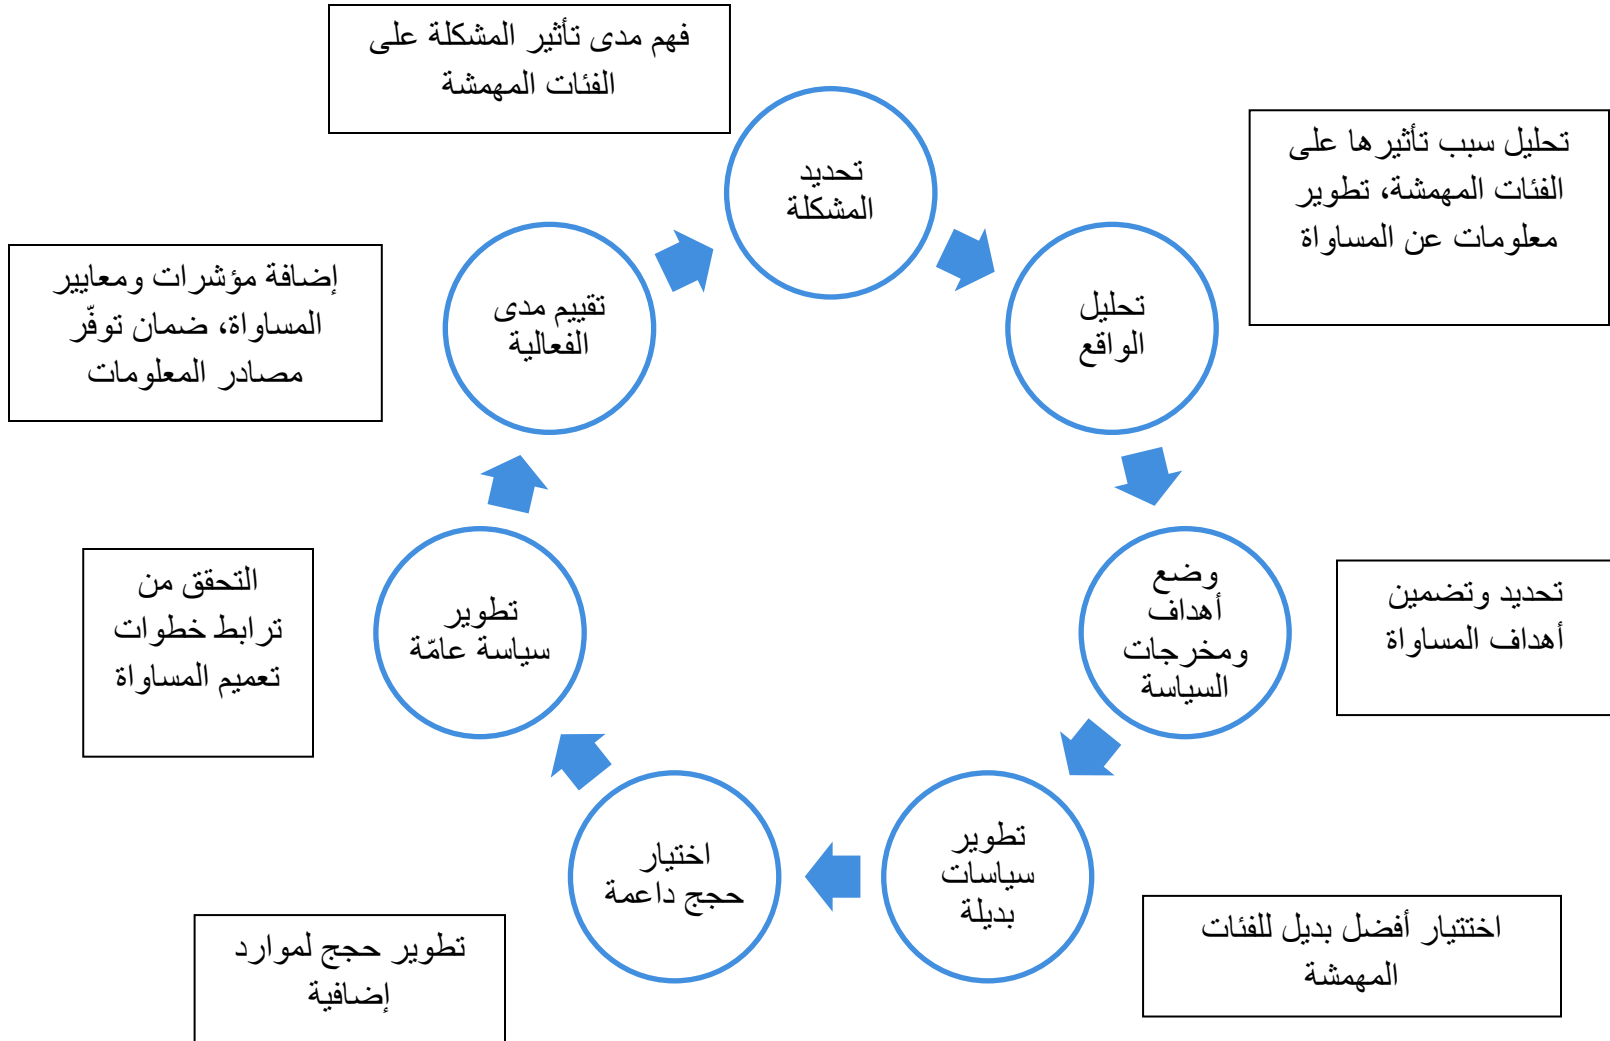 فهم مدى تأثير المشكلة على
الفئات المهمشة
تحديد
المشكلة
تحليل سبب تأثيرها على
الفئات المهمشة، تطوير
معلومات عن المساواة
تحليل
الواقع
وضع
أهداف
ومخرجات
السياسة
تحديد وتضمين
أهداف المساواة
تطوير
سياسات
بديلة
اختتيار أفضل بديل للفئات
المهمشة
اختيار
حجج داعمة
تطوير حجج لموارد
إضافية
تطوير
سياسة عامّة
التحقق من
ترابط خطوات
تعميم المساواة
تقييم مدى
الفعالية
إضافة مؤشرات ومعايير
المساواة، ضمان توفّر
مصادر المعلومات